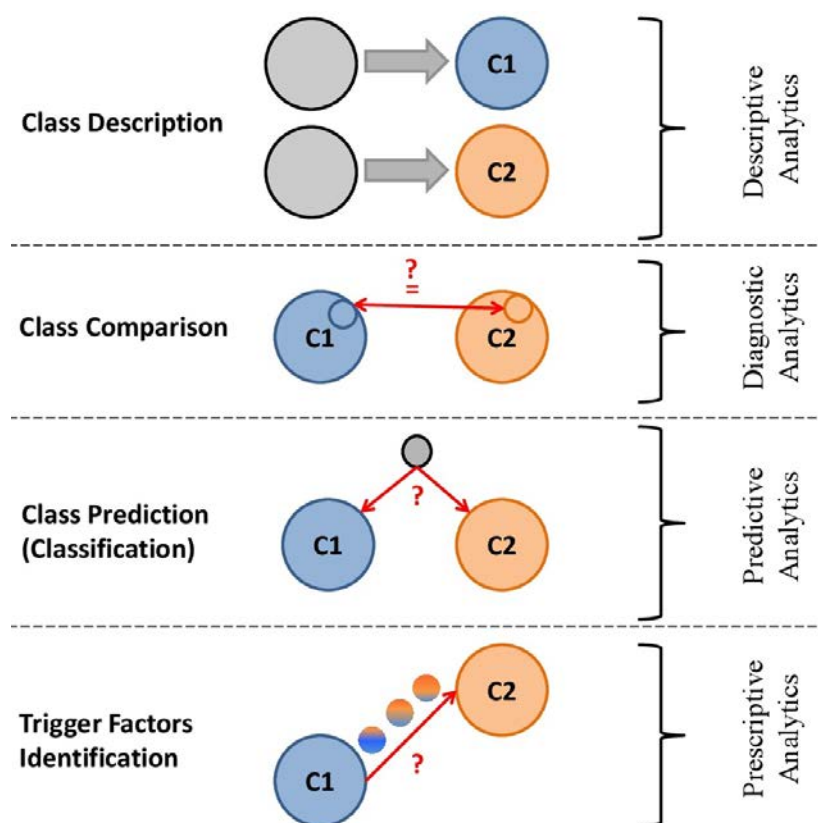 C1
Class Description
C2
Descriptive
Analytics
?
=
Class Comparison
C1
C2
Diagnostic
Analytics
?
Class Prediction
(Classification)
C1
C2
Predictive
Analytics
C2
Trigger Factors
Identification
?
C1
Prescriptive
Analytics